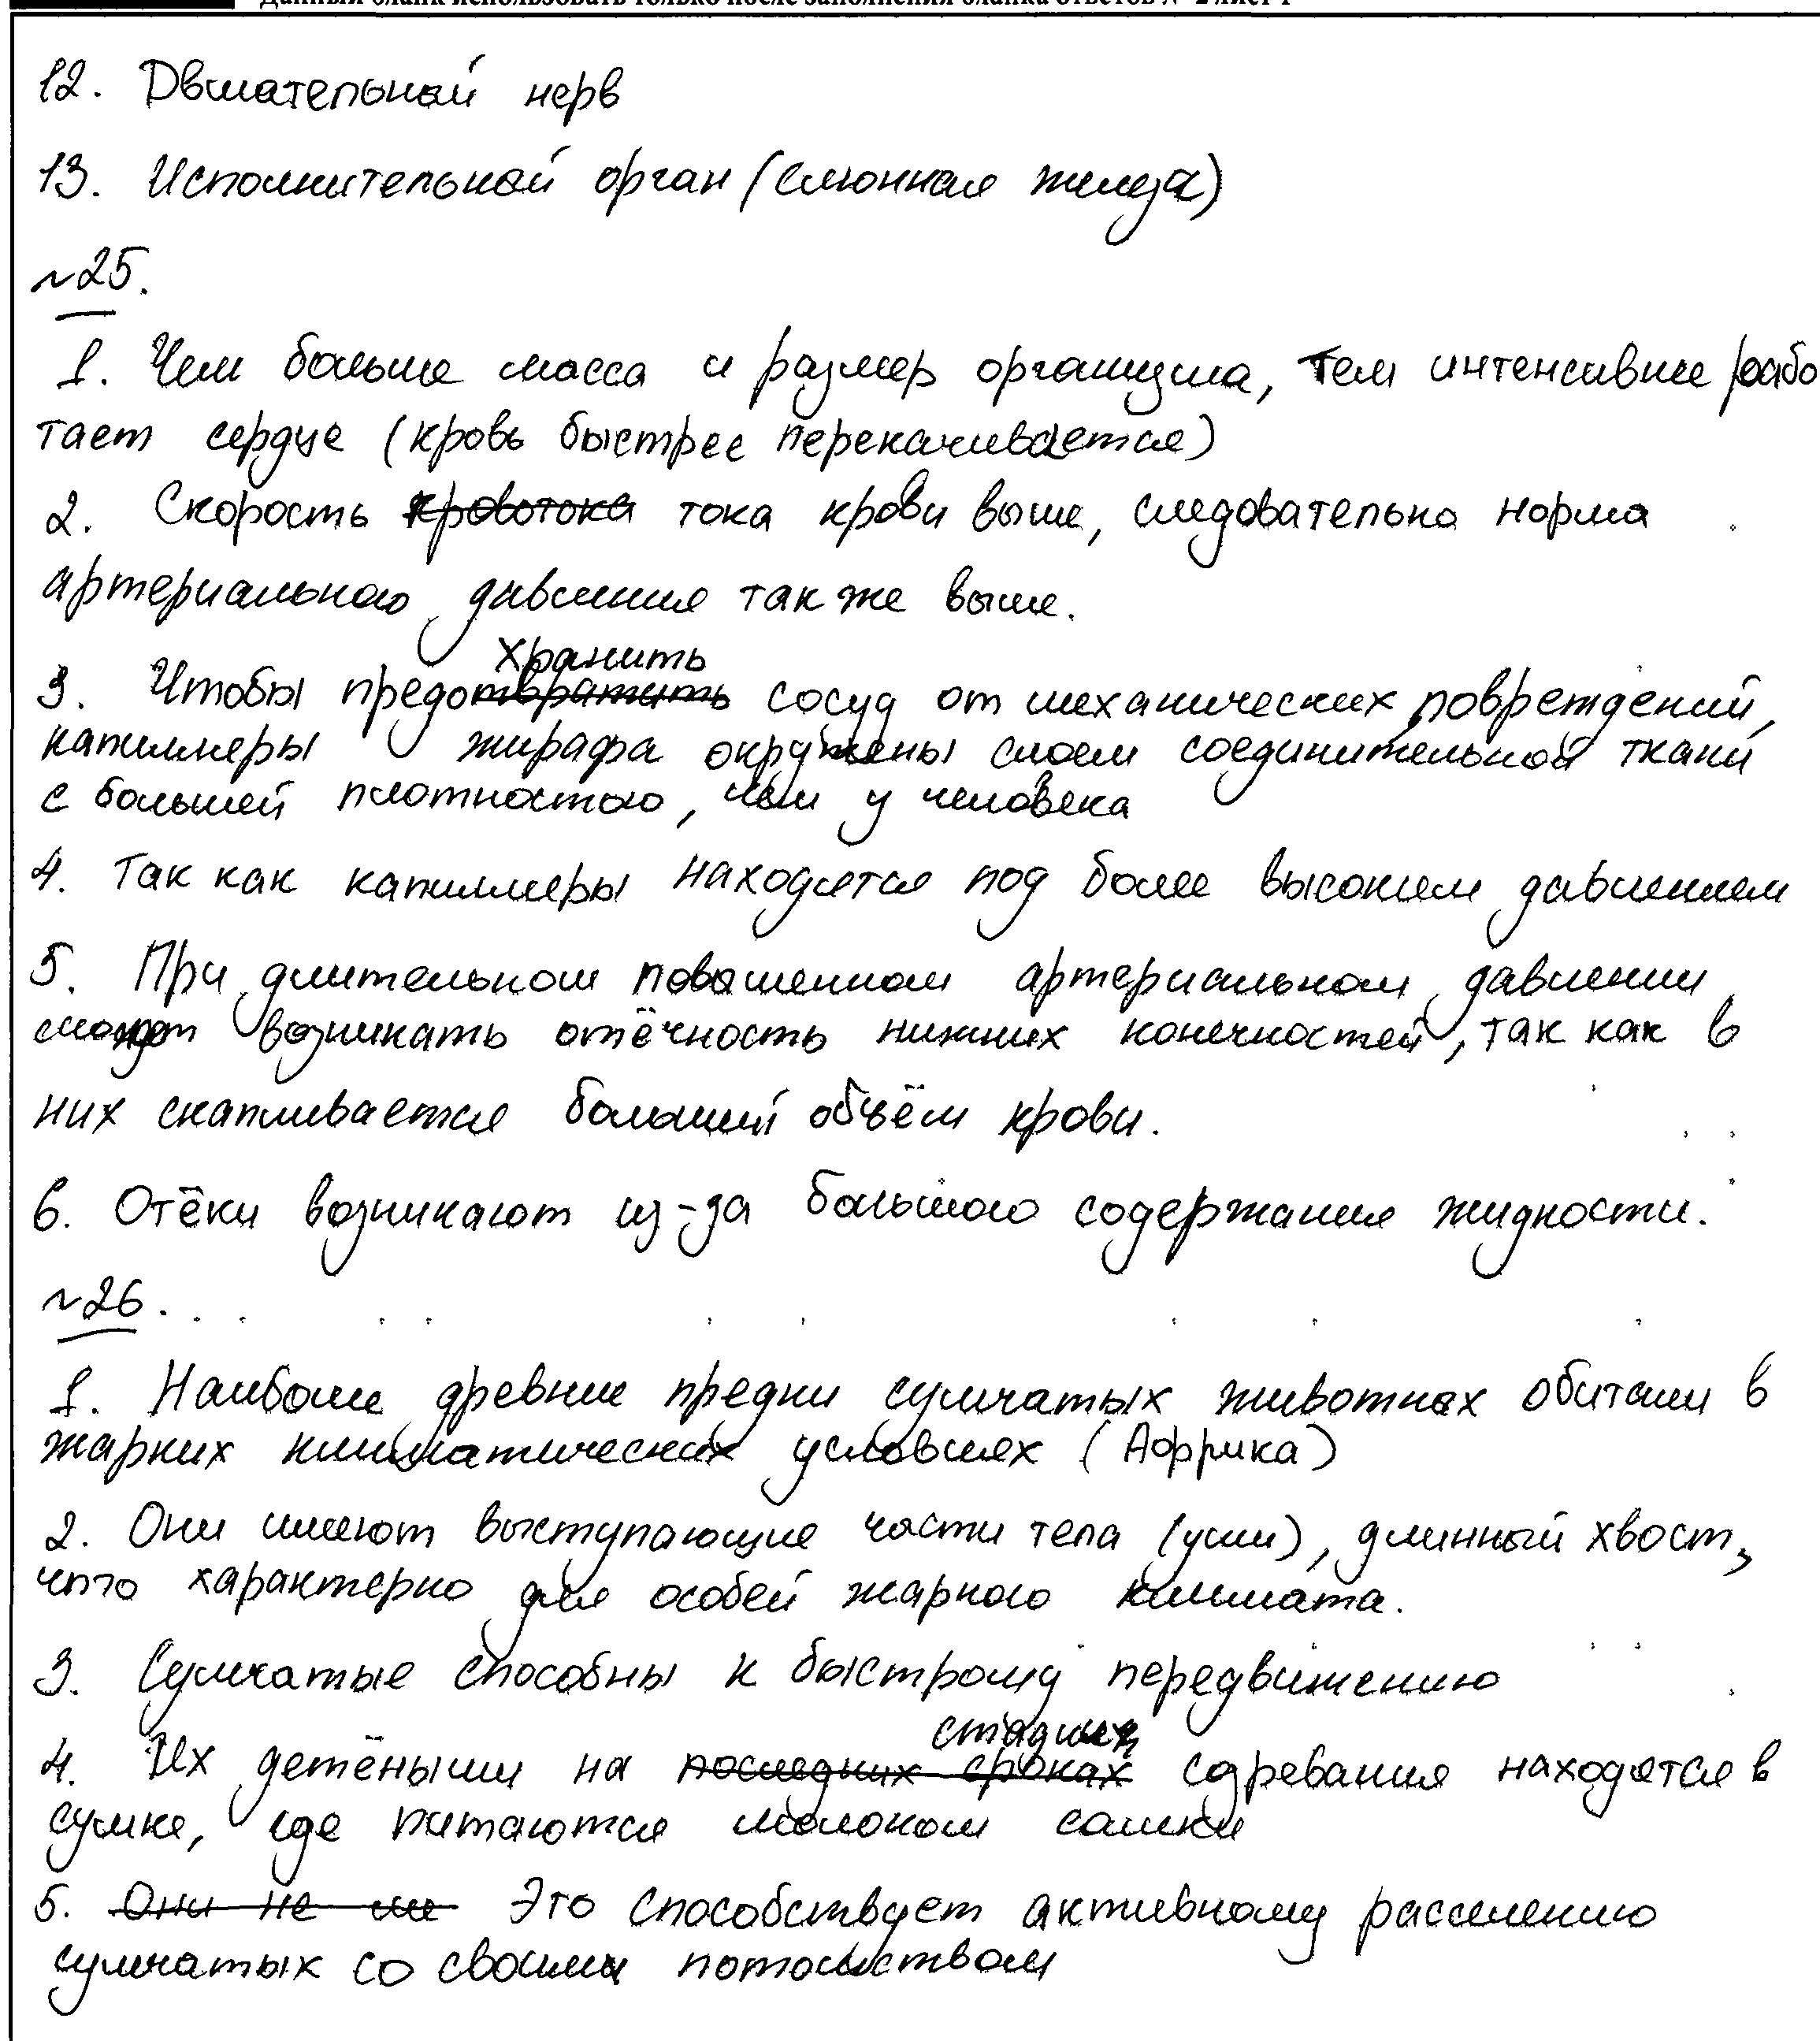 Данный бланк использовать только после заполнения бланка ответов № 2 лист 1
12. Двигательный нерв
13. Исполнительный орган (слюнная железа)
№25.
1. Чем больше масса и размер организма, тем интенсивнее рабо
тает сердце (кровь быстрее перекачивается)
2. Скорость кровотока тока крови выше, следовательно норма
артериального давления также выше.
хранить
3. Чтобы предотвратить сосуд от механических повреждений,
капилляры жирафа окружены слоем соединительной ткани
с большей плотностью, чем у человека
4. Так как капилляры находятся под более высоким давлением
5. При длительном повышенном артериальном давлении
может возникать отёчность нижних конечностей, так как в
них скапливается больший объём крови.
6. Отёки возникают из-за большого содержания жидкости.
№26.
1. Наиболее древние предки сумчатых животных обитали в
жарких климатических условиях (Африка)
2. Они имеют выступающие части тела (уши), длинный хвост,
что характерно для особей жаркого климата.
3. Сумчатые способны к быстрому передвижению
стадиях
4. Их детёныши на последних сроках созревания находятся в
сумке, где питаются молоком самки
5. Они не им Это способствует активному расселению
сумчатых со своим потомством